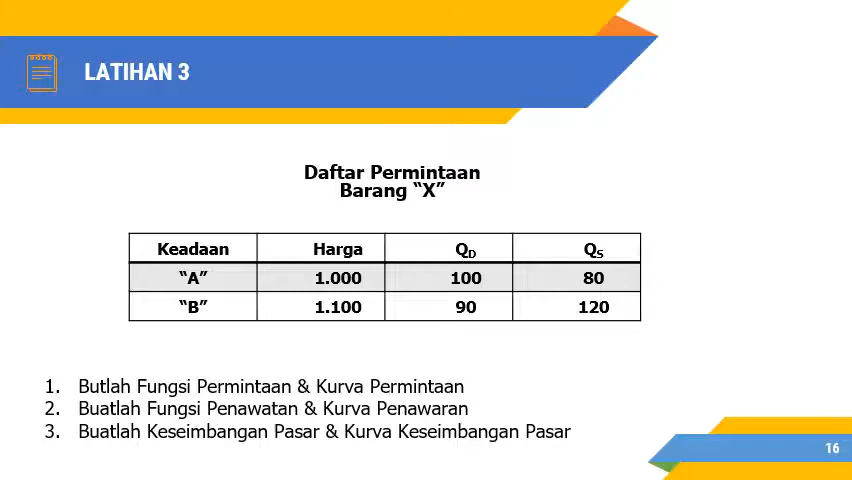 LATIHAN 3
Daftar Permintaan
Barang “X”
Keadaan Harga QD QS
“A” 1.000 100 80
“B” 1.100 90 120
1. Butlah Fungsi Permintaan & Kurva Permintaan
2. Buatlah Fungsi Penawatan & Kurva Penawaran
3. Buatlah Keseimbangan Pasar & Kurva Keseimbangan Pasar
16